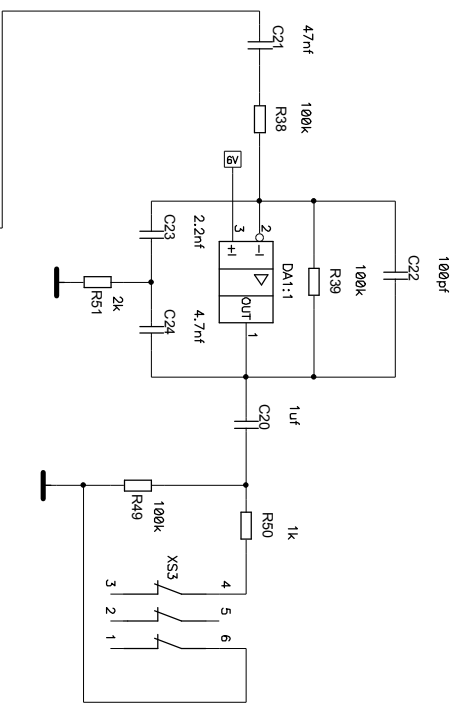 C21
47nf
R38
100k
6V
C23
2.2nf
3
2
DA1:1
OUT
1
R39
100k
C22
100pf
R51
2k
C24
4.7nf
C20
1uf
R49
100k
R50
1k
XS3
3
4
2
5
1
6